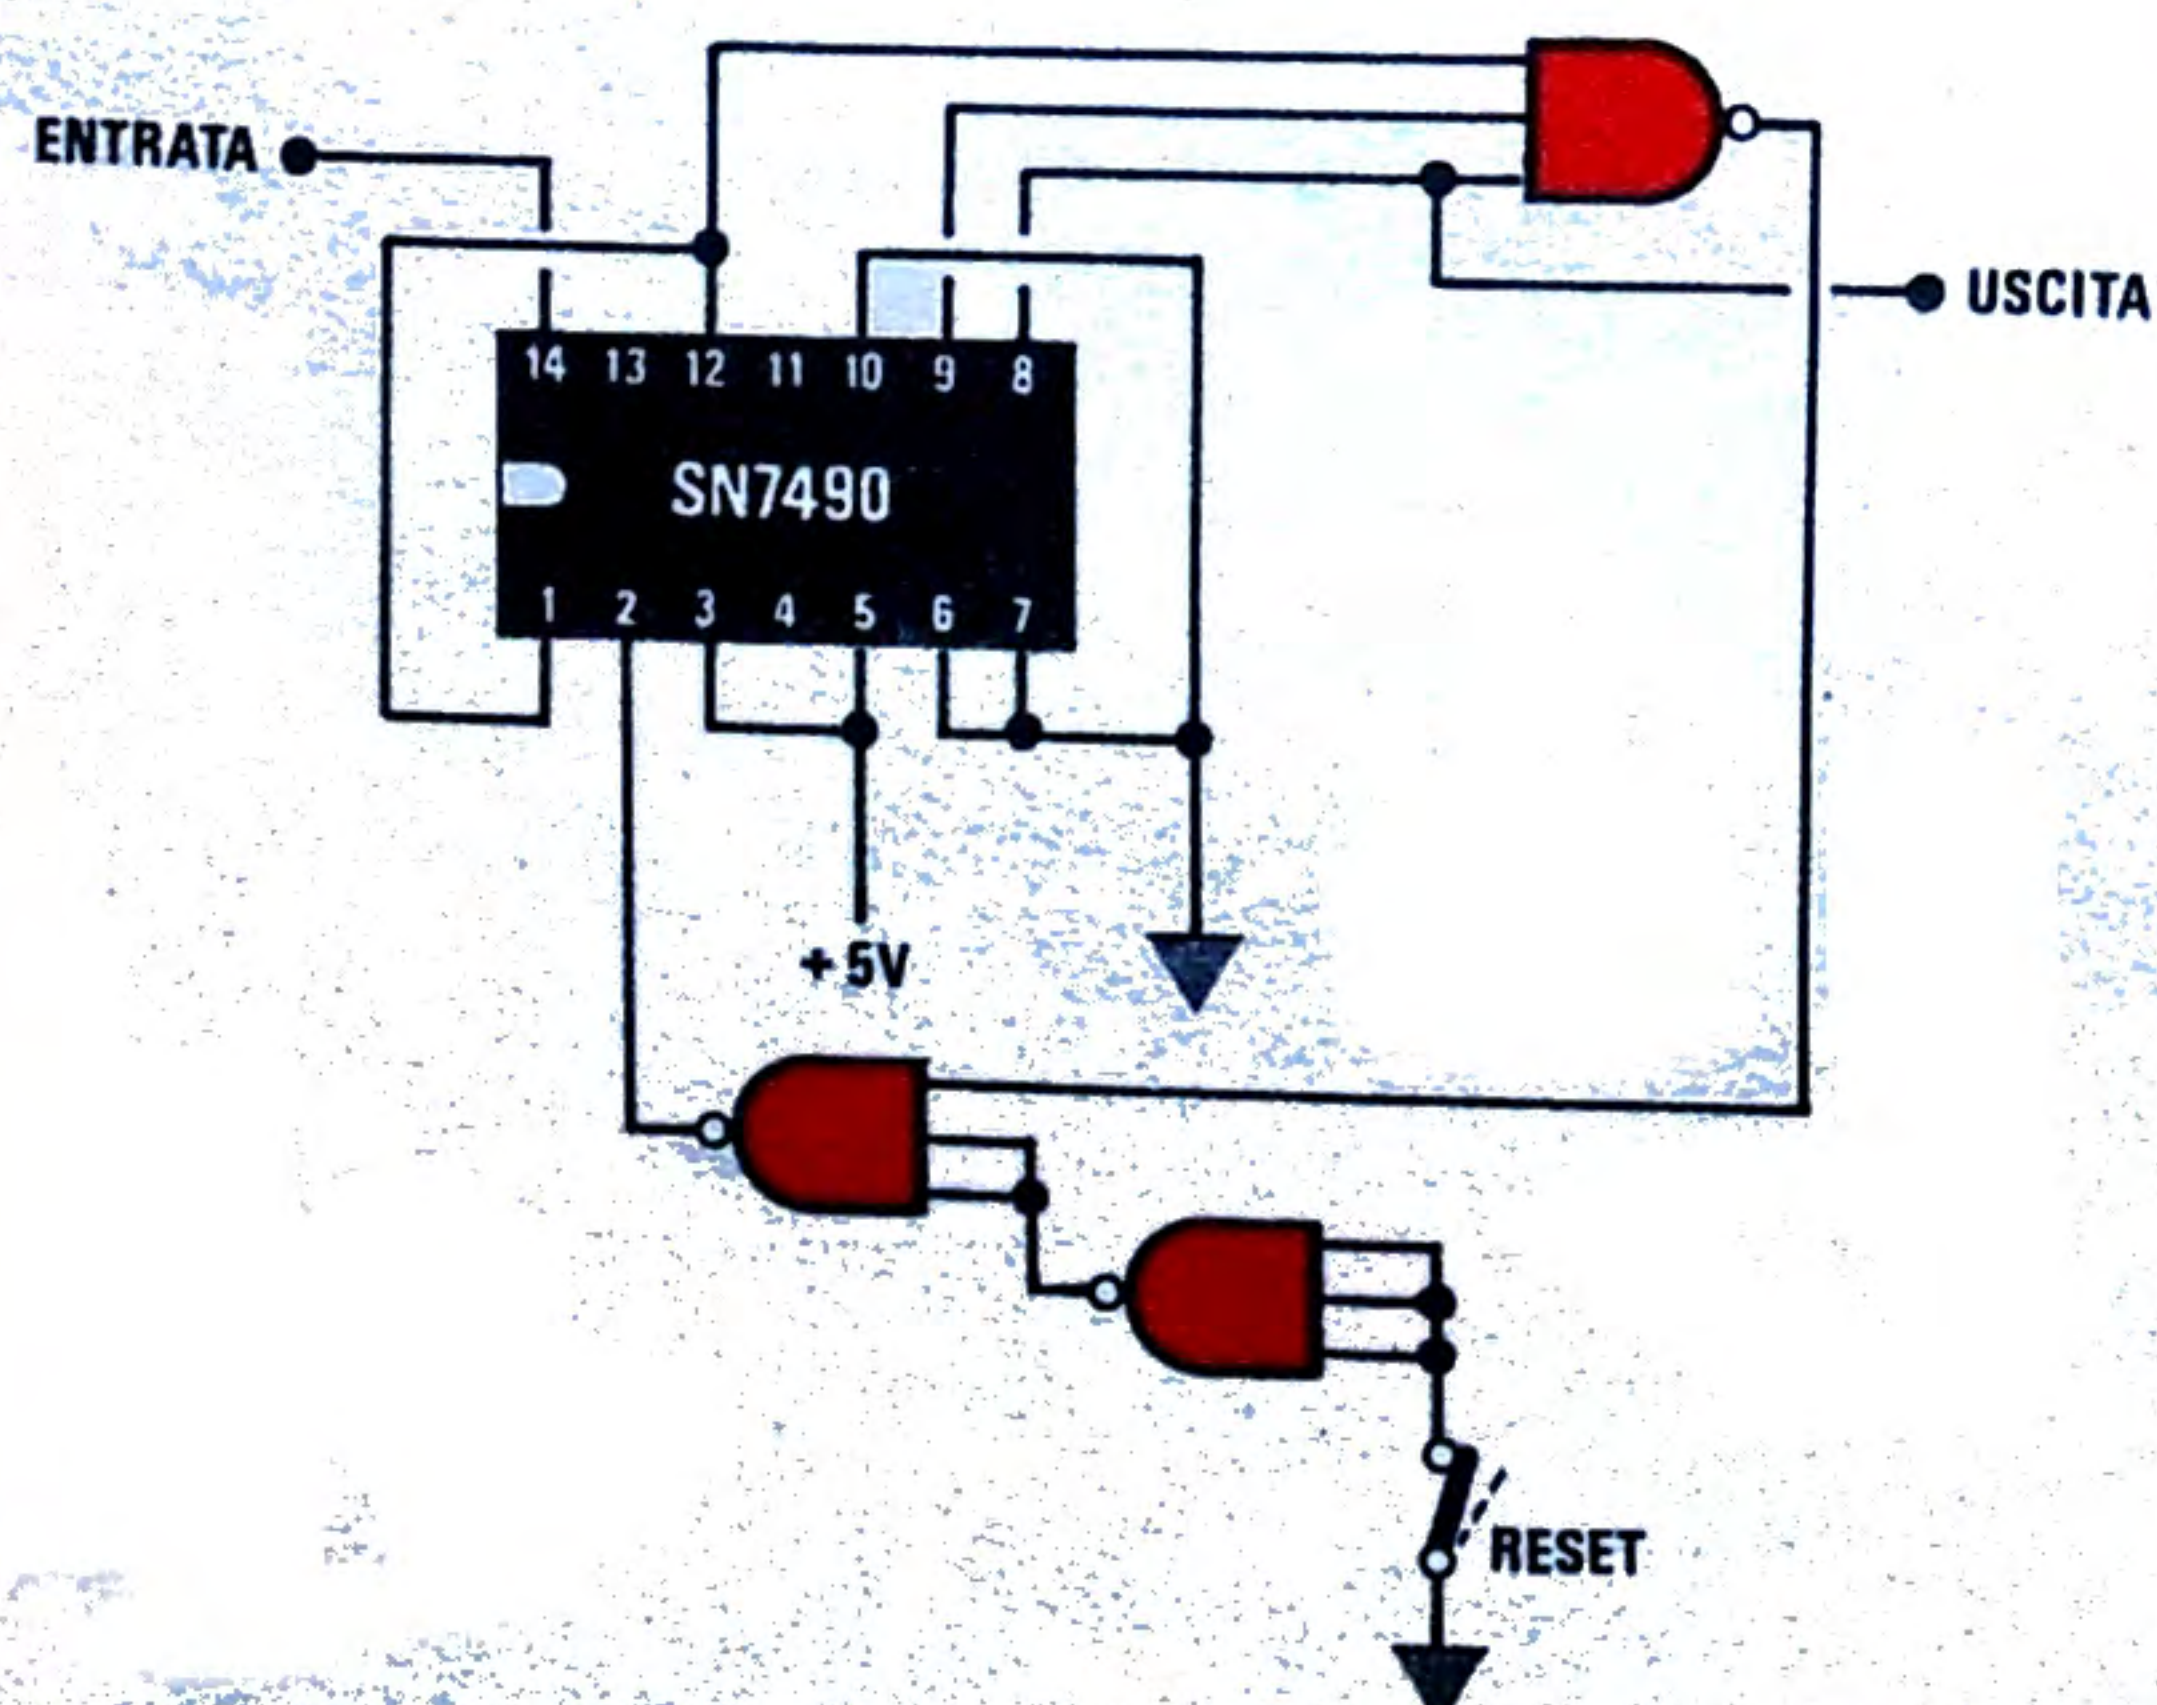 ENTRATA
USCITA
14 13 12 11 10 9 8
SN7490
1 2 3 4 5 6 7
+5V
RESET